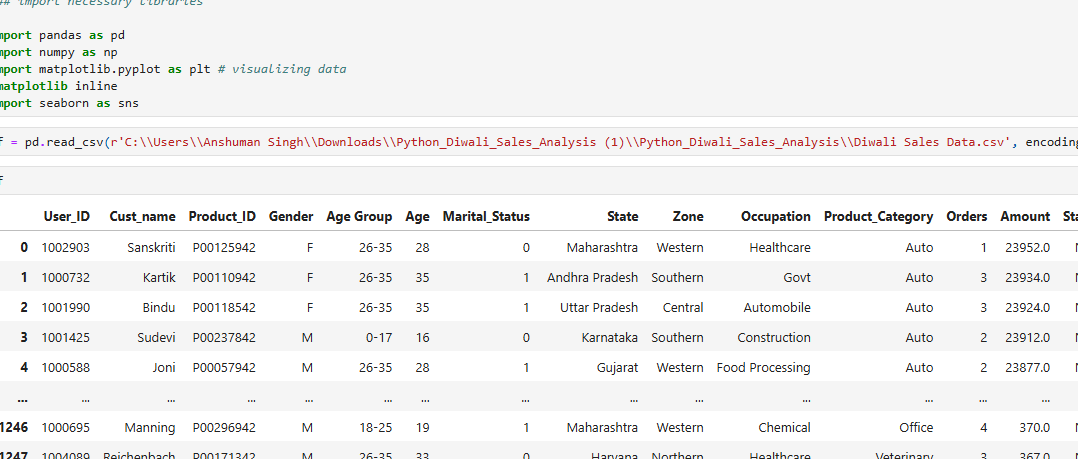 ## import necessary libraries
mport pandas as pd
mport numpy as np
mport matplotlib.pyplot as plt # visualizing data
matplotlib inline
mport seaborn as sns
f = pd.read_csv(r'C:\\Users\\Anshuman Singh\\Downloads\\Python_Diwali_Sales_Analysis (1)\\Python_Diwali_Sales_Analysis\\Diwali Sales Data.csv', encoding
f
User_ID Cust_name Product_ID Gender Age Group Age Marital_Status State Zone Occupation Product_Category Orders Amount Sta
0 1002903 Sanskriti P00125942 F 26-35 28 0 Maharashtra Western Healthcare Auto 1 23952.0 N
1 1000732 Kartik P00110942 F 26-35 35 1 Andhra Pradesh Southern Govt Auto 3 23934.0 N
2 1001990 Bindu P00118542 F 26-35 35 1 Uttar Pradesh Central Automobile Auto 3 23924.0 N
3 1001425 Sudevi P00237842 M 0-17 16 0 Karnataka Southern Construction Auto 2 23912.0 N
4 1000588 Joni P00057942 M 26-35 28 1 Gujarat Western Food Processing Auto 2 23877.0 N
... ... ... ... ... ... ... ... ... ... ... ... ... ...
1246 1000695 Manning P00296942 M 18-25 19 1 Maharashtra Western Chemical Office 4 370.0 N
1247 1004089 Reichenbach P00171342 M 26-35 33 0 Haryana Northern Healthcare Veterinary 3 367.0 N